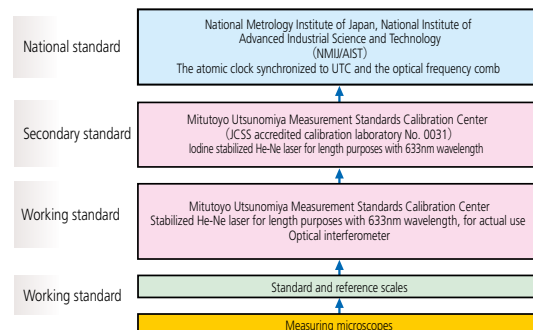 National standard
National Metrology Institute of Japan, National Institute of
Advanced Industrial Science and Technology
(NMIJ/AIST)
The atomic clock synchronized to UTC and the optical frequency comb
Secondary standard
Mitutoyo Utsunomiya Measurement Standards Calibration Center
(JCSS accredited calibration laboratory No. 0031)
Iodine stabilized He-Ne laser for length purposes with 633nm wavelength
Working standard
Mitutoyo Utsunomiya Measurement Standards Calibration Center
Stabilized He-Ne laser for length purposes with 633nm wavelength, for actual use
Optical interferometer
Working standard
Standard and reference scales
Measuring microscopes